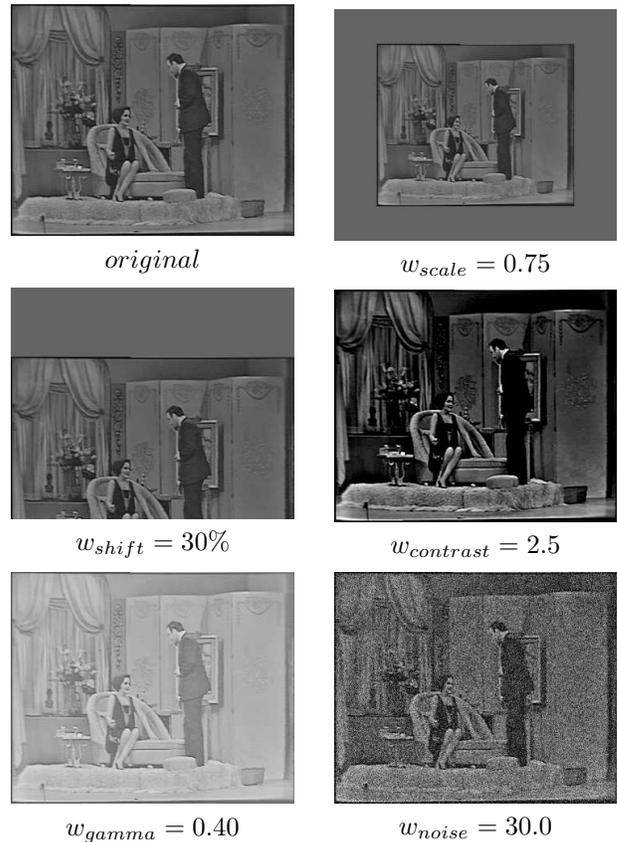 original
w_scale = 0.75
w_shift = 30%
w_contrast = 2.5
w_gamma = 0.40
w_noise = 30.0